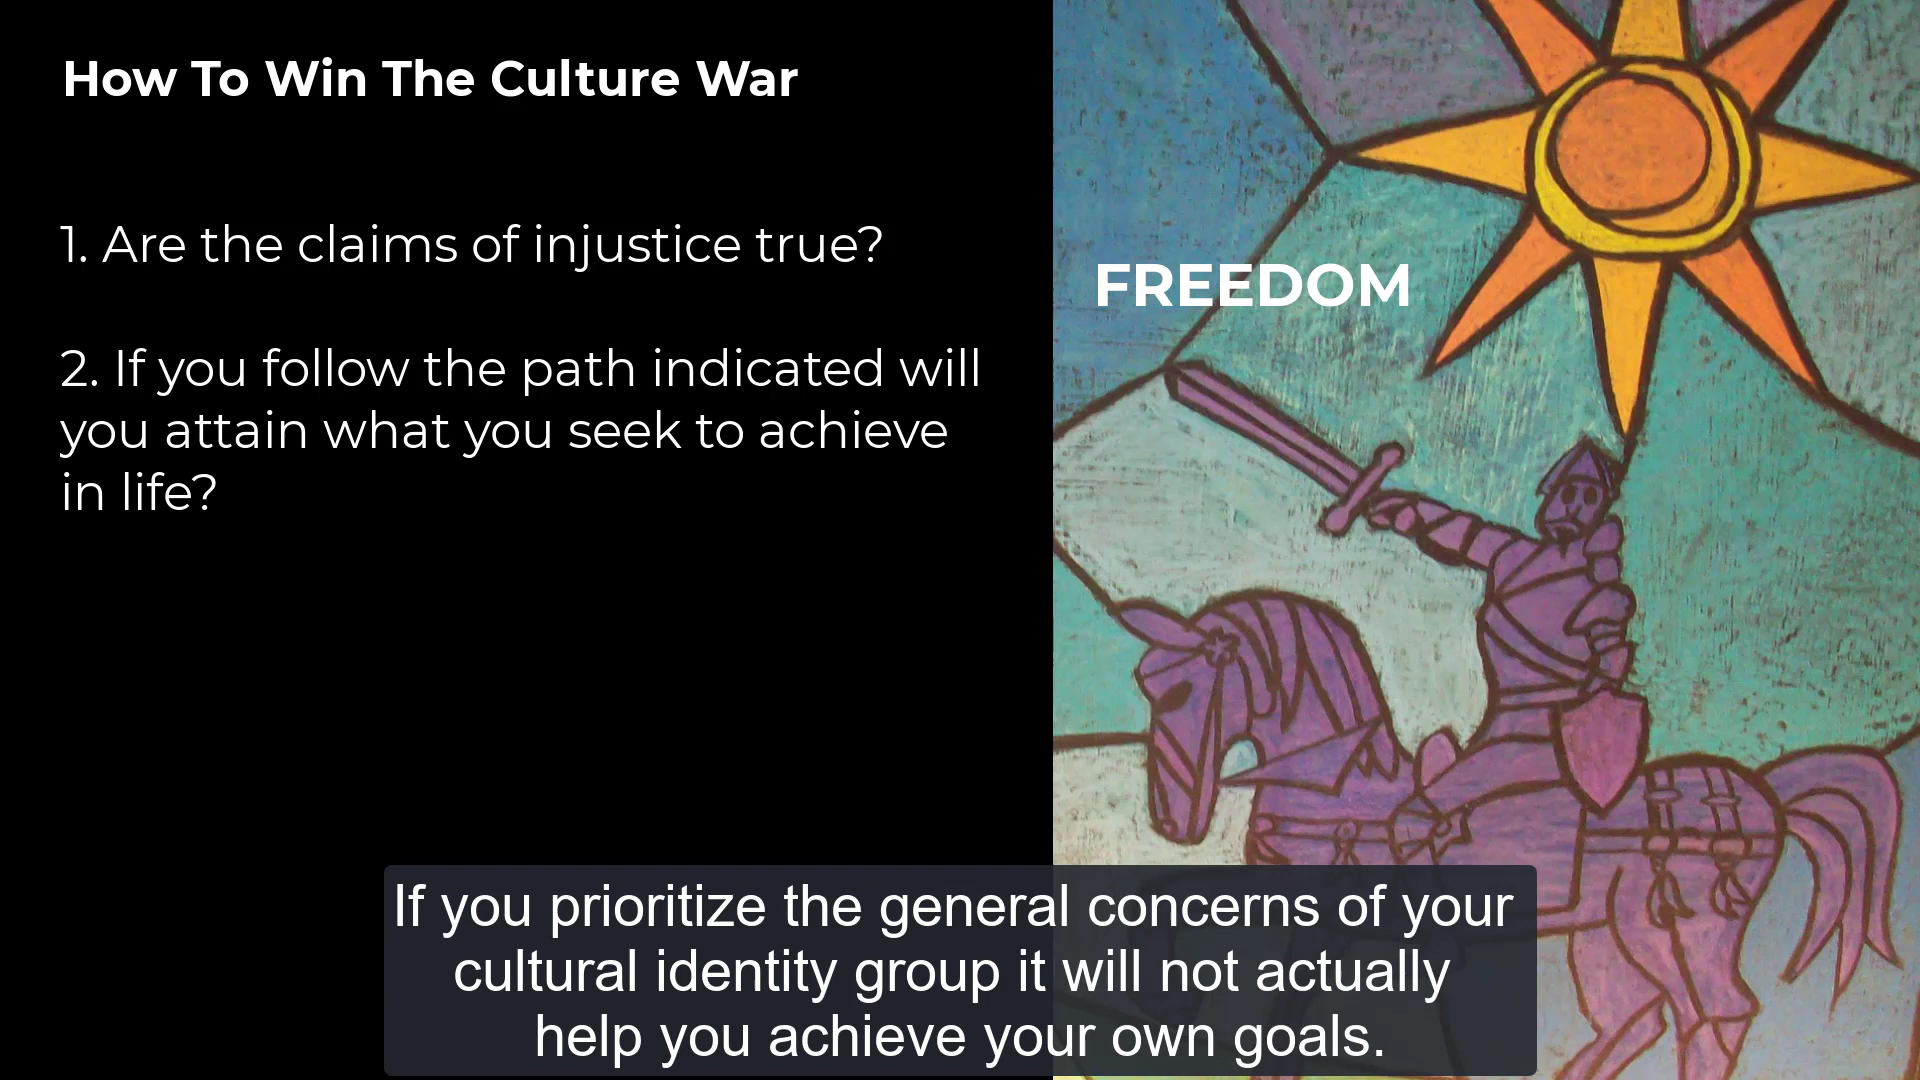 How To Win The Culture War
1. Are the claims of injustice true?
2. If you follow the path indicated will
you attain what you seek to achieve
in life?
FREEDOM
If you prioritize the general concerns of your
cultural identity group it will not actually
help you achieve your own goals.